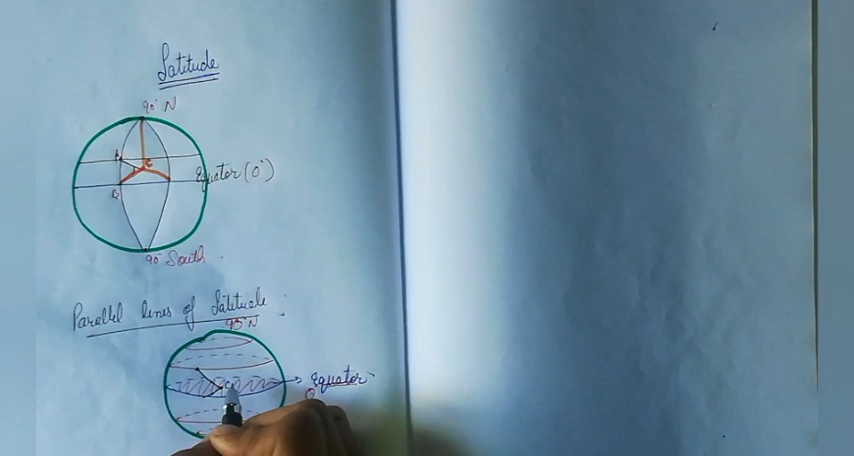 Latitude
90° N
A
C
Equator (0°)
B
90° South
Parallel lines of Latitude :
90° N
Equator
0°